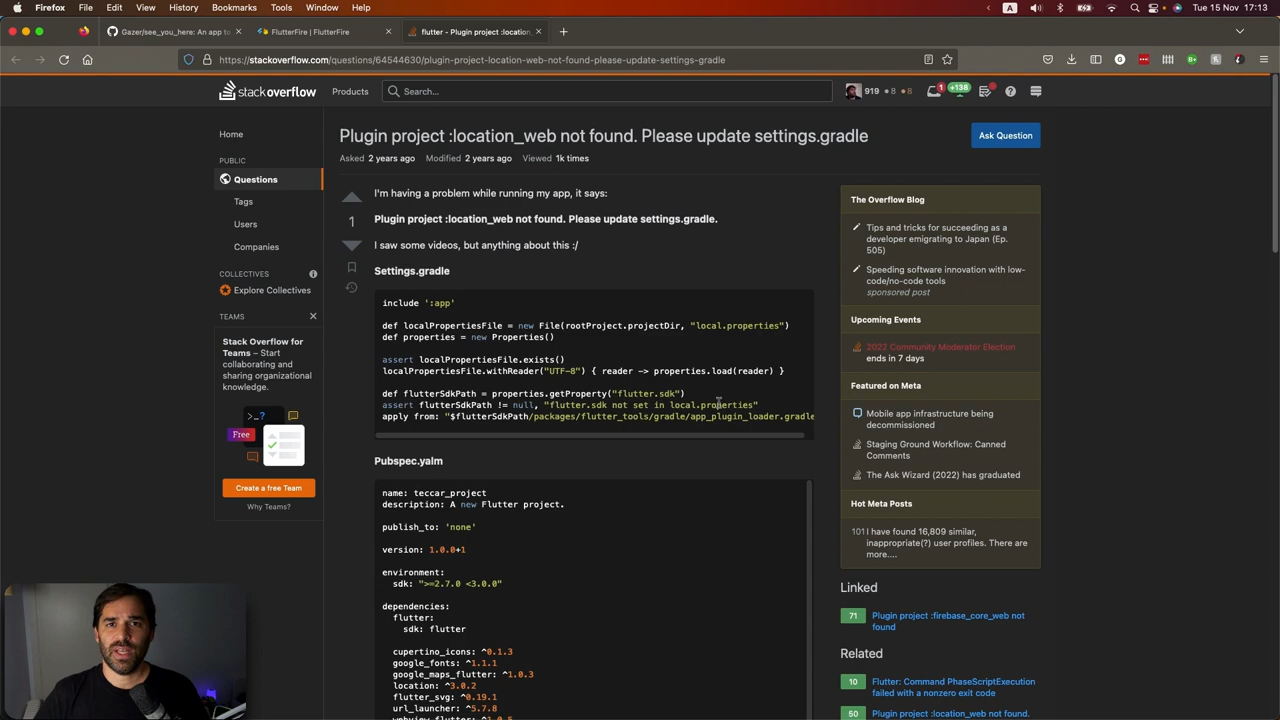 Firefox File Edit View History Bookmarks Tools Window Help
A Tue 15 Nov 17:13
Gazer/see_you_here: An app to
FlutterFire | FlutterFire
flutter - Plugin project :location_
https://stackoverflow.com/questions/64544630/plugin-project-location-web-not-found-please-update-settings-gradle
stackoverflow
Products
Search...
919 8 8
1
+138
Home
PUBLIC
Questions
Tags
Users
Companies
COLLECTIVES
Explore Collectives
TEAMS
Stack Overflow for
Teams – Start
collaborating and
sharing organizational
knowledge.
>_?
Free
Create a free Team
Why Teams?
Plugin project :location_web not found. Please update settings.gradle
Ask Question
Asked 2 years ago Modified 2 years ago Viewed 1k times
1
I'm having a problem while running my app, it says:
Plugin project :location_web not found. Please update settings.gradle.
I saw some videos, but anything about this :/
Settings.gradle
include ':app'
def localPropertiesFile = new File(rootProject.projectDir, "local.properties")
def properties = new Properties()
assert localPropertiesFile.exists()
localPropertiesFile.withReader("UTF-8") { reader -> properties.load(reader) }
def flutterSdkPath = properties.getProperty("flutter.sdk")
assert flutterSdkPath != null, "flutter.sdk not set in local.properties"
apply from: "$flutterSdkPath/packages/flutter_tools/gradle/app_plugin_loader.gradle
Pubspec.yalm
name: teccar_project
description: A new Flutter project.
publish_to: 'none'
version: 1.0.0+1
environment:
sdk: ">=2.7.0 <3.0.0"
dependencies:
flutter:
sdk: flutter
cupertino_icons: ^0.1.3
google_fonts: ^1.1.1
google_maps_flutter: ^1.0.3
location: ^3.0.2
flutter_svg: ^0.19.1
url_launcher: ^5.7.8
webview_flutter: ^1.0.5
The Overflow Blog
Tips and tricks for succeeding as a
developer emigrating to Japan (Ep.
505)
Speeding software innovation with low-
code/no-code tools
sponsored post
Upcoming Events
2022 Community Moderator Election
ends in 7 days
Featured on Meta
Mobile app infrastructure being
decommissioned
Staging Ground Workflow: Canned
Comments
The Ask Wizard (2022) has graduated
Hot Meta Posts
101 I have found 16,809 similar,
inappropriate(?) user profiles. There are
more....
Linked
71 Plugin project :firebase_core_web not
found
Related
10 Flutter: Command PhaseScriptExecution
failed with a nonzero exit code
50 Plugin project :location_web not found.